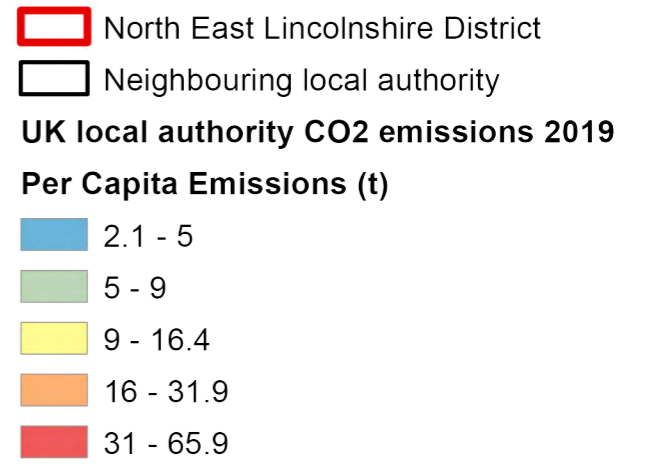 North East Lincolnshire District
Neighbouring local authority
UK local authority CO2 emissions 2019
Per Capita Emissions (t)
2.1 - 5
5 - 9
9 - 16.4
16 - 31.9
31 - 65.9